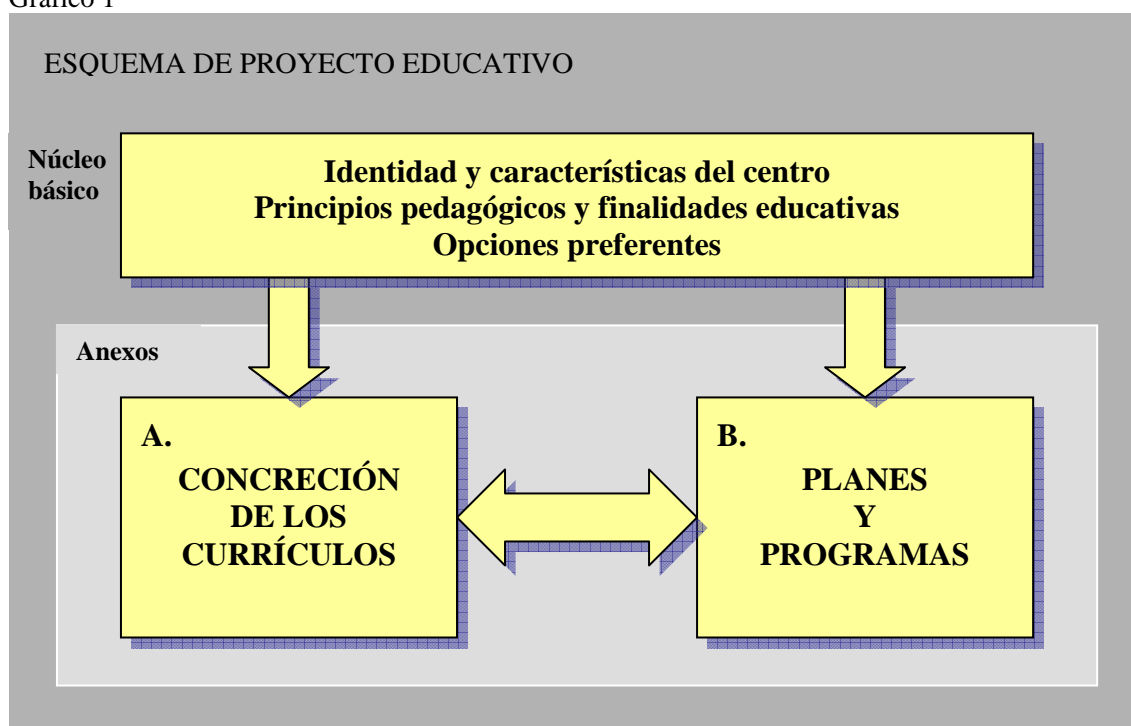 Gráfico 1
ESQUEMA DE PROYECTO EDUCATIVO
Núcleo
básico
Identidad y características del centro
Principios pedagógicos y finalidades educativas
Opciones preferentes
Anexos
A.
CONCRECIÓN
DE LOS
CURRÍCULOS
B.
PLANES
Y
PROGRAMAS